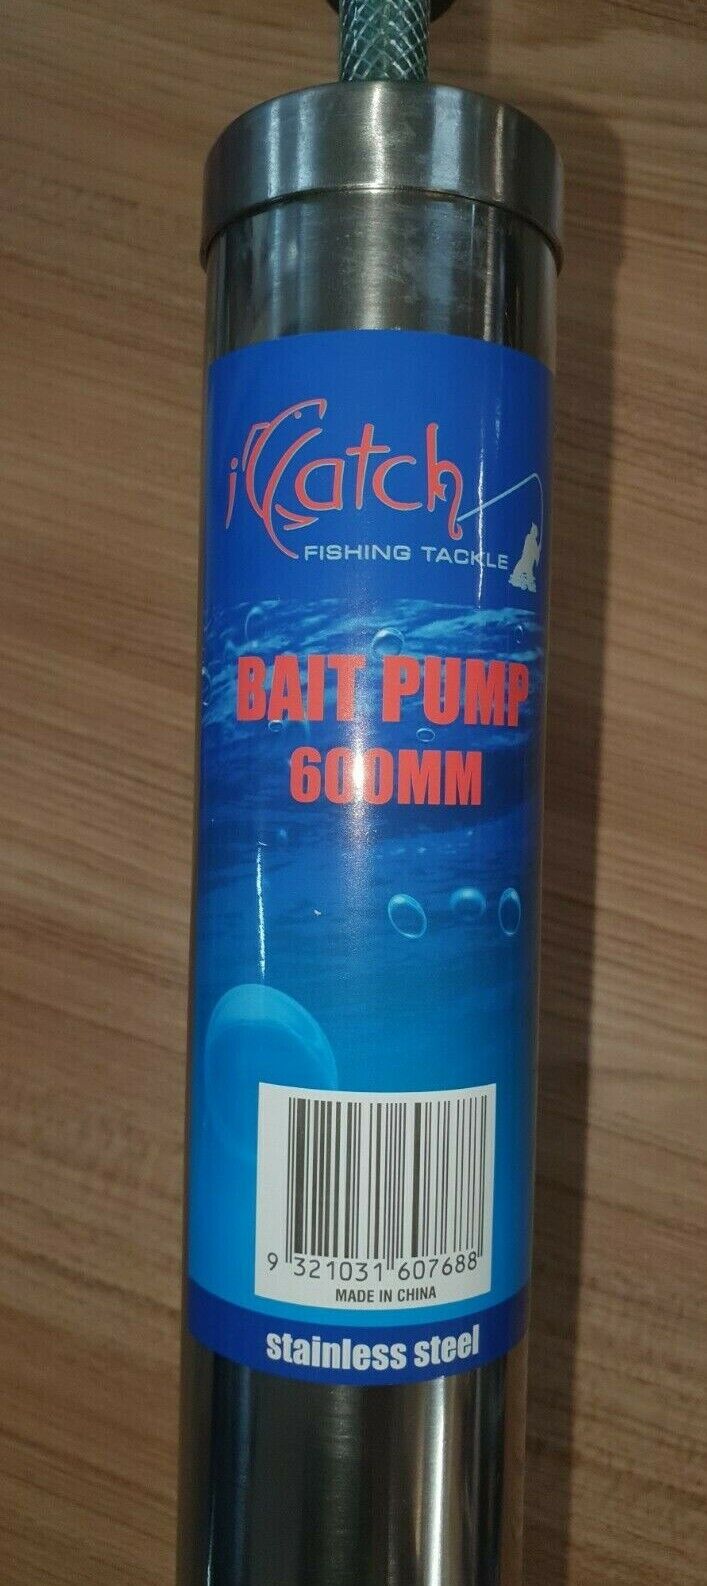 iCatch
FISHING TACKLE
BAIT PUMP
600MM
9 321031 607688
MADE IN CHINA
stainless steel